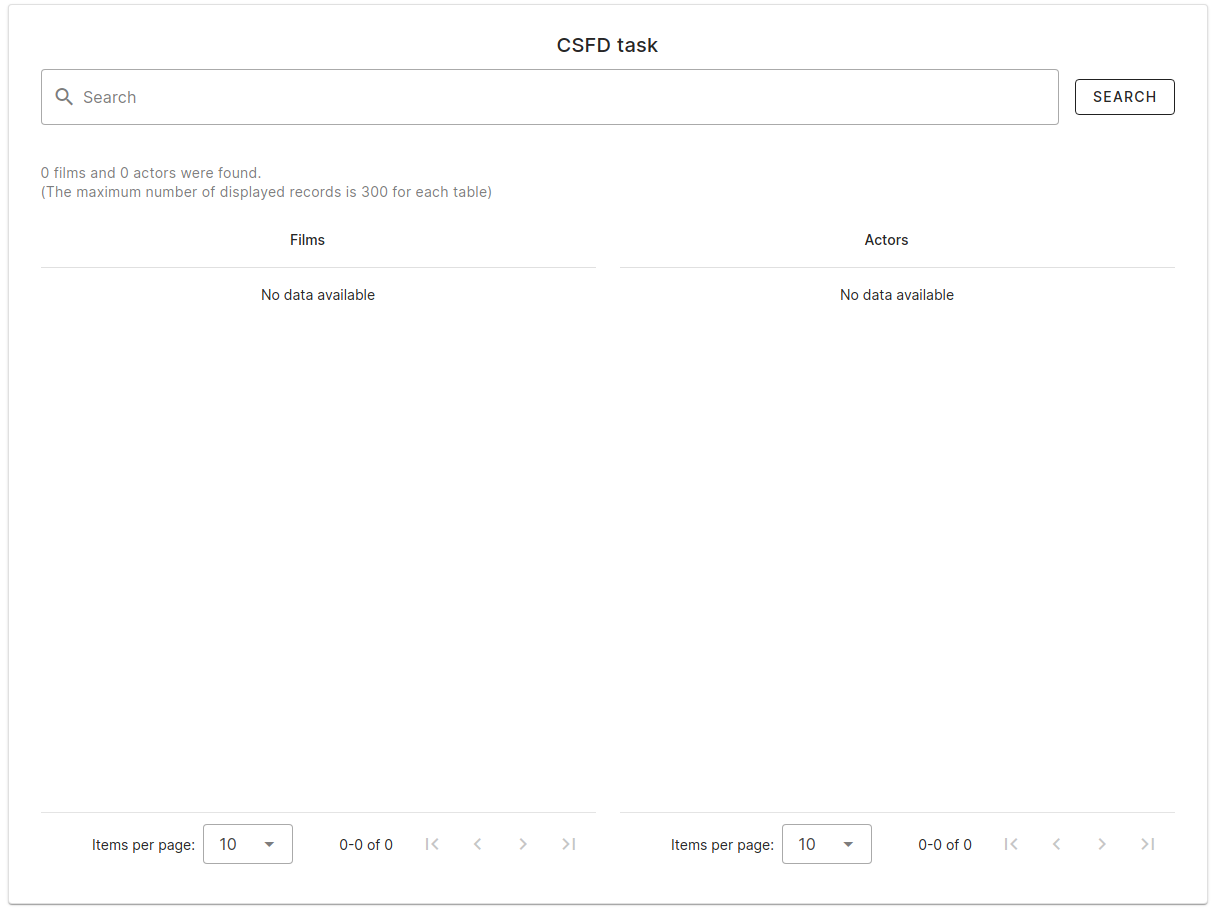 CSFD task
Search
SEARCH
0 films and 0 actors were found.
(The maximum number of displayed records is 300 for each table)
Films
Actors
No data available
No data available
Items per page: 10 0-0 of 0
Items per page: 10 0-0 of 0